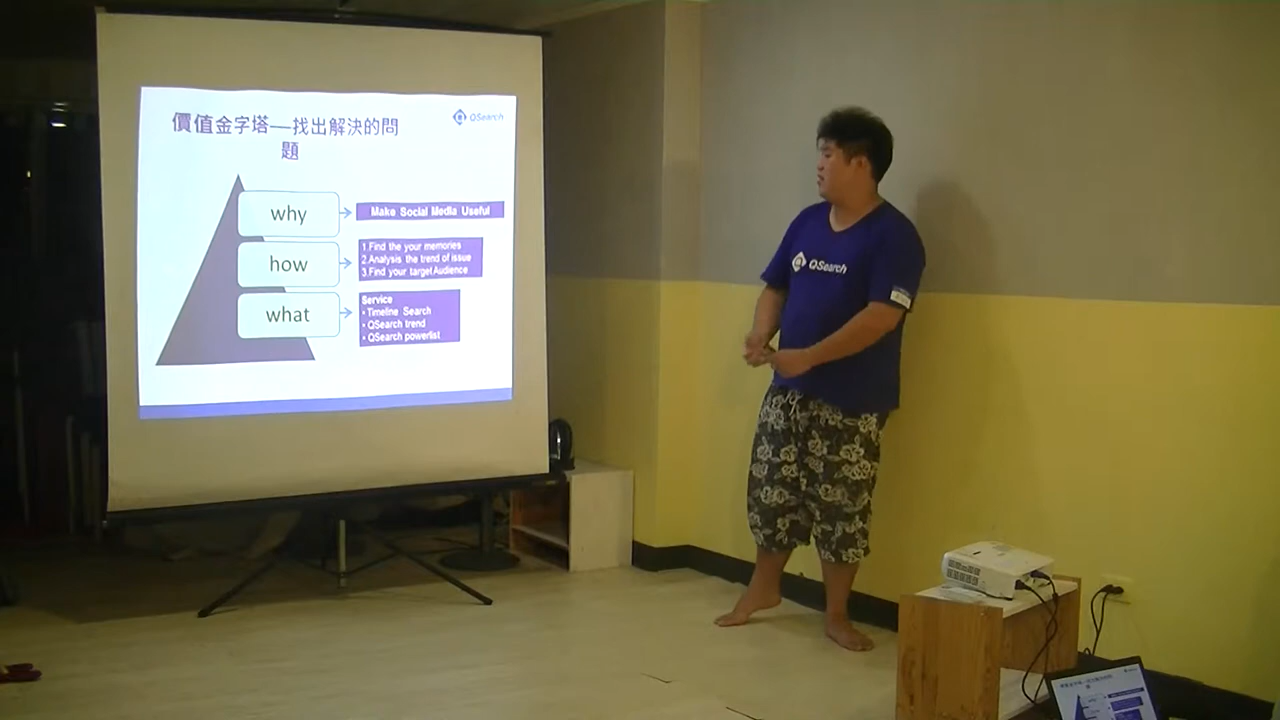 價值金字塔—找出解決的問
題
QSearch
why
Make Social Media Useful
how
1.Find the your memories
2.Analysis the trend of issue
3.Find your target Audience
what
Service
• Timeline Search
• QSearch trend
• QSearch powerlist
QSearch